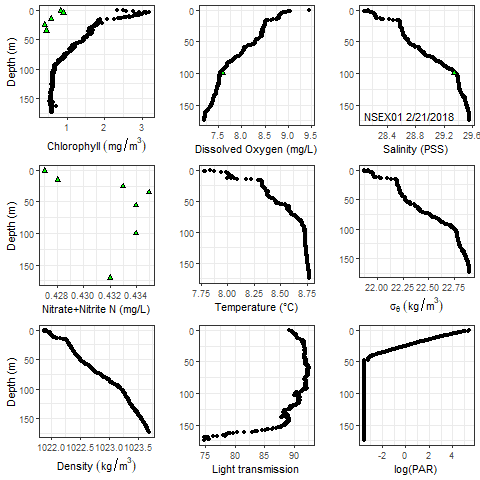 Depth (m)
0
50
100
150
1 2 3
Chlorophyll (mg/m³)
0
50
100
150
7.5 8.0 8.5 9.0 9.5
Dissolved Oxygen (mg/L)
0
50
100
150
NSEX01 2/21/2018
28.4 28.8 29.2 29.6
Salinity (PSS)
Depth (m)
0
50
100
150
0.428 0.430 0.432 0.434
Nitrate+Nitrite N (mg/L)
0
50
100
150
7.75 8.00 8.25 8.50 8.75
Temperature (°C)
0
50
100
150
22.00 22.25 22.50 22.75
σθ (kg/m³)
Depth (m)
0
50
100
150
1022.0 1022.5 1023.0 1023.5
Density (kg/m³)
0
50
100
150
75 80 85 90
Light transmission
0
50
100
150
-2 0 2 4
log(PAR)